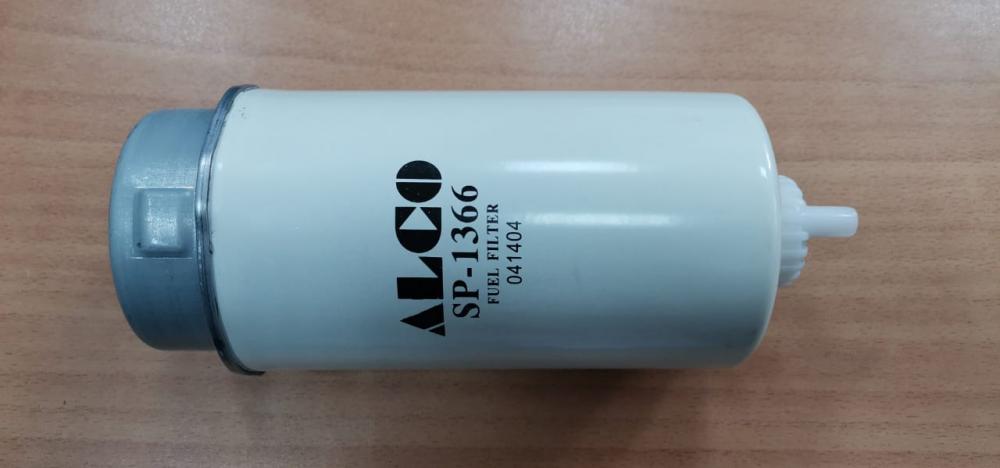 ALCO
SP-1366
FUEL FILTER
041404